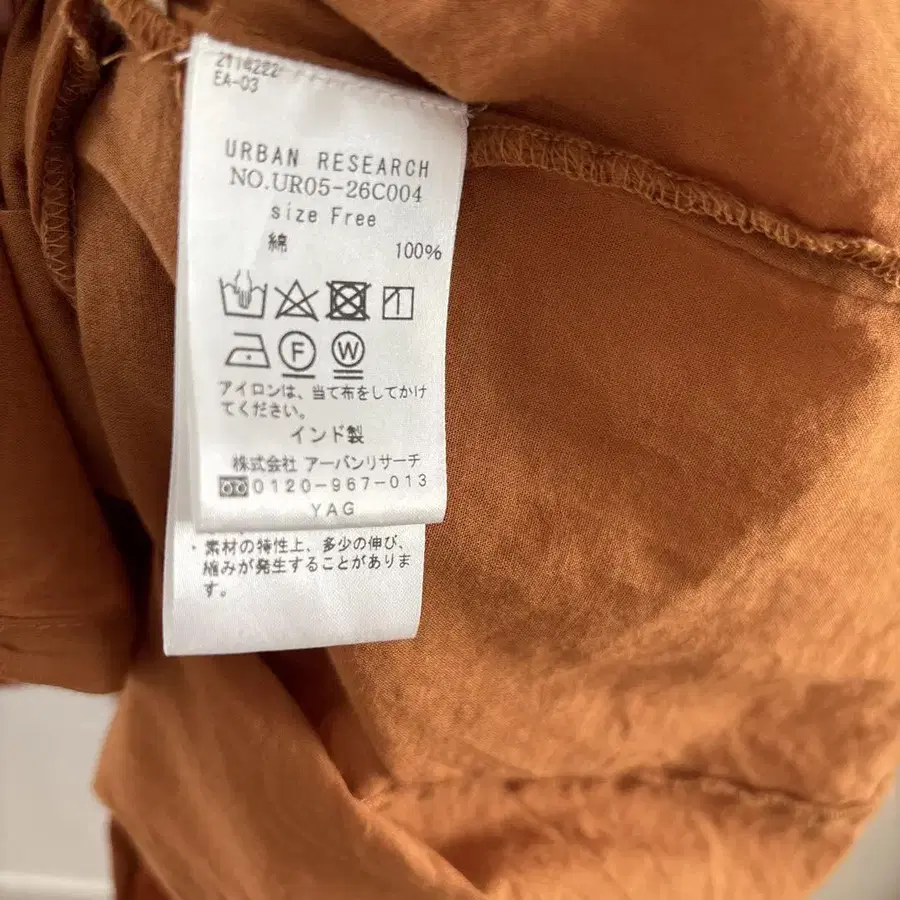 2114222
EA-03
URBAN RESEARCH
NO.UR05-26C004
size Free
綿 100%
F W
アイロンは、当て布をしてかけ
てください。
インド製
株式会社 アーバンリサーチ
0120-967-013
YAG
・素材の特性上、多少の伸び、
縮みが発生することがありま
す。